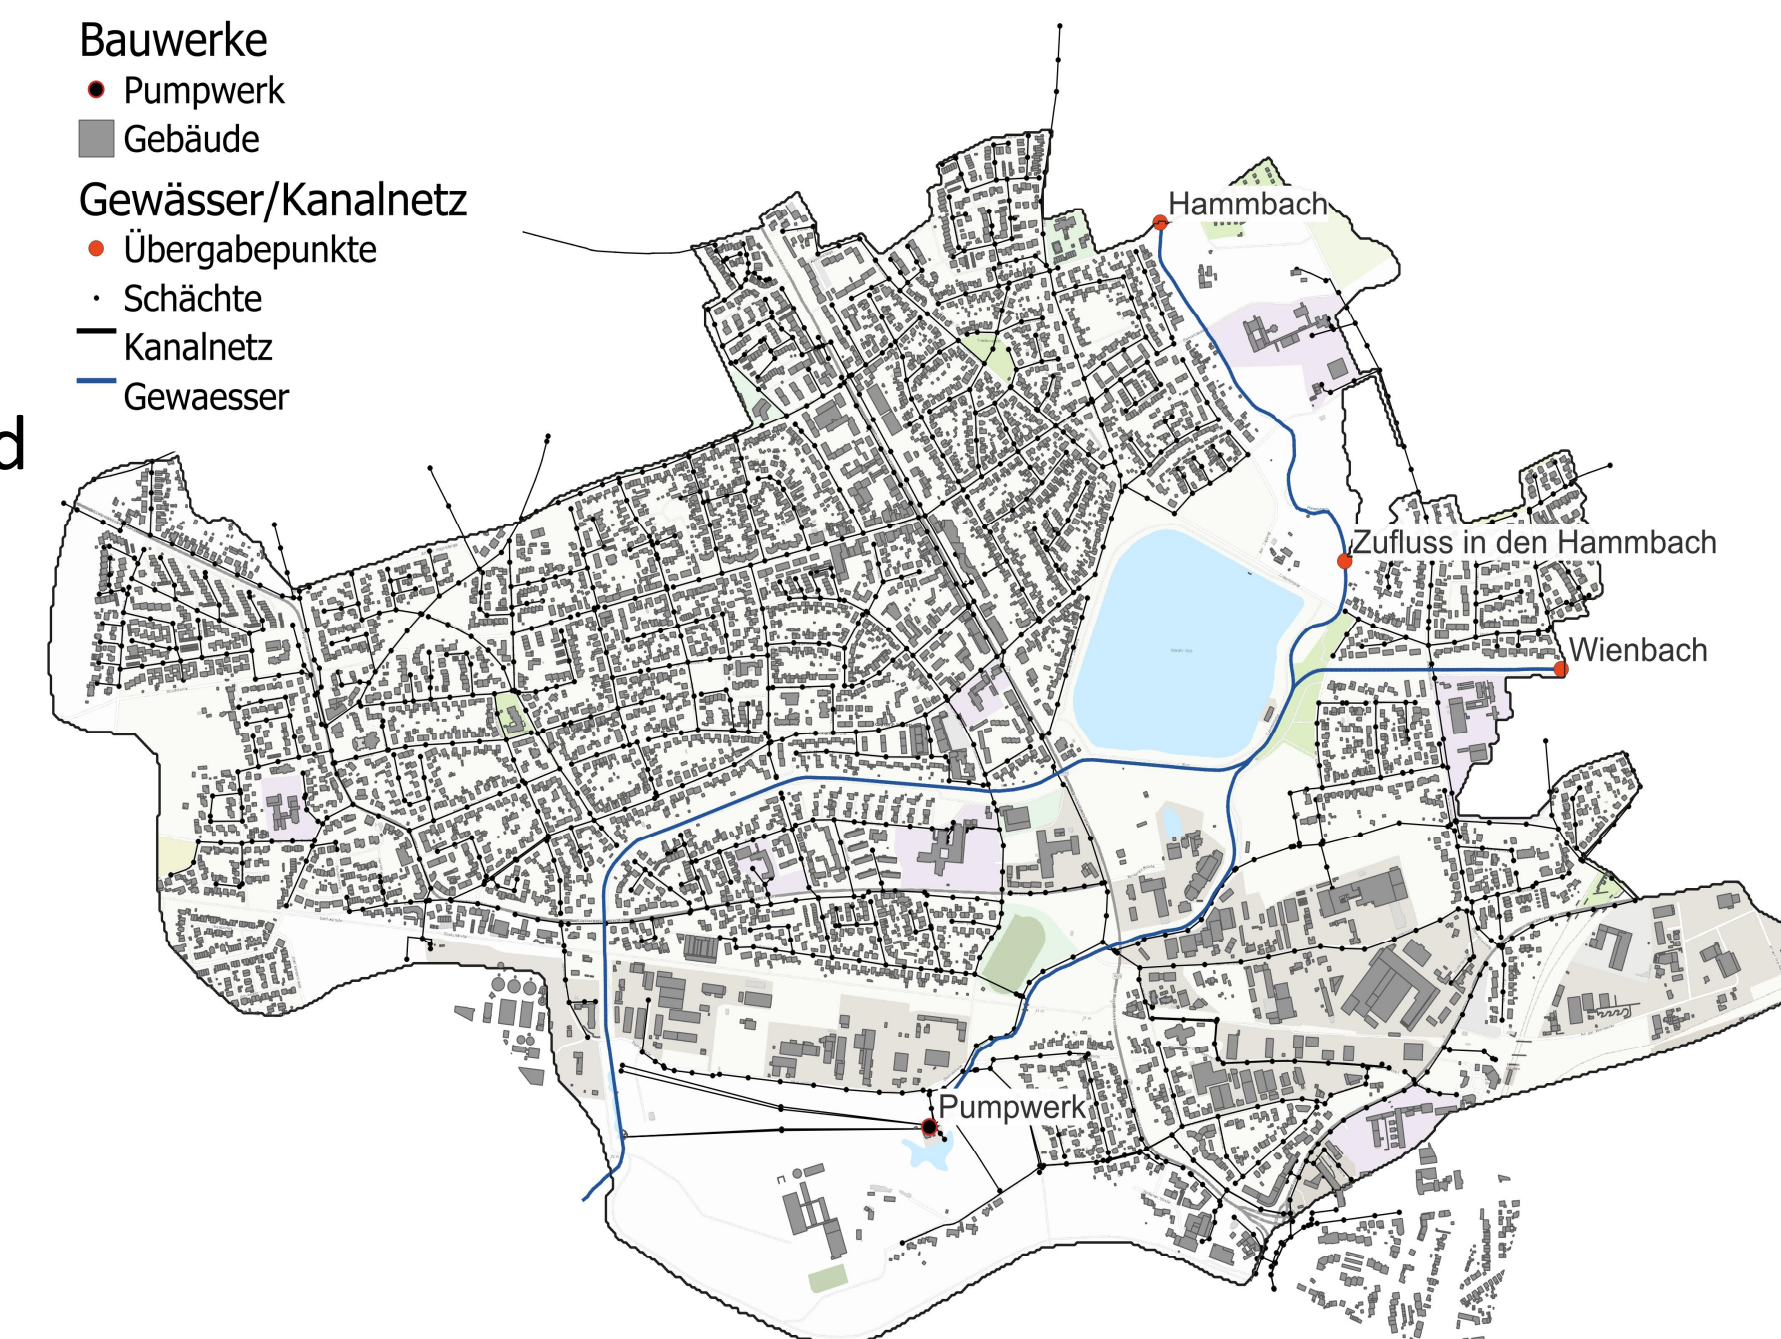 Bauwerke
Pumpwerk
Gebäude
Gewässer/Kanalnetz
Übergabepunkte
Schächte
Kanalnetz
Gewaesser
d
Hammbach
Zufluss in den Hammbach
Wienbach
Pumpwerk